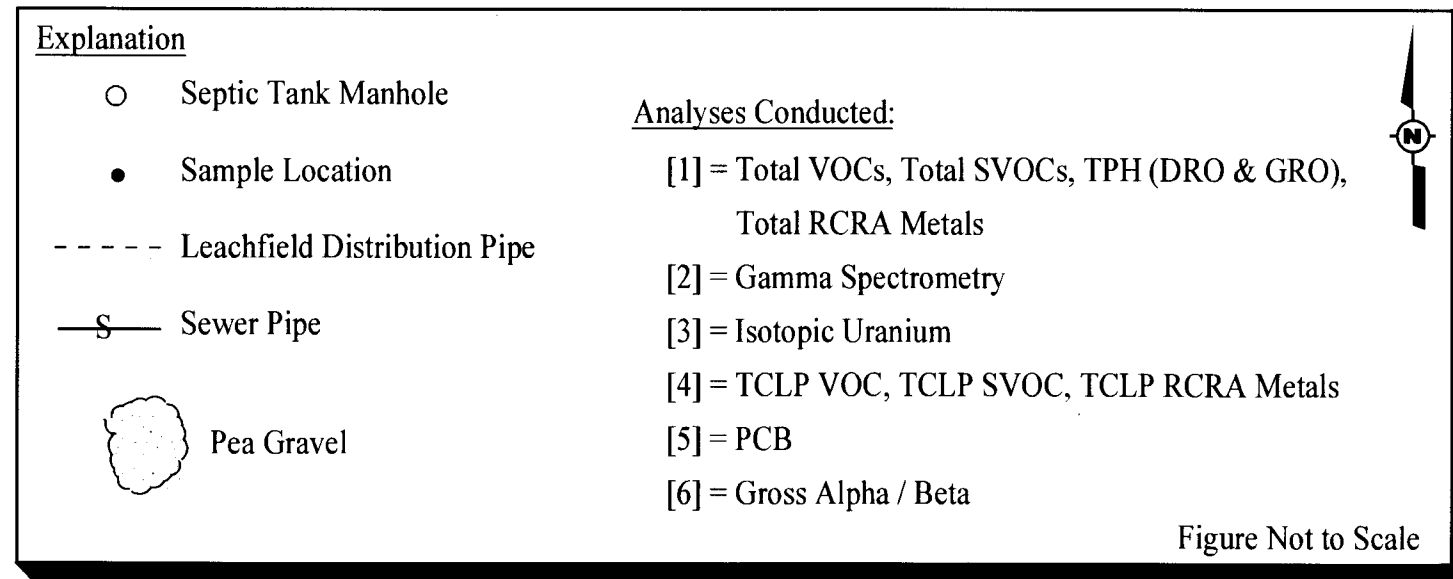 Explanation
Septic Tank Manhole
Sample Location
Leachfield Distribution Pipe
S Sewer Pipe
Pea Gravel
Analyses Conducted:
[1] = Total VOCs, Total SVOCs, TPH (DRO & GRO),
Total RCRA Metals
[2] = Gamma Spectrometry
[3] = Isotopic Uranium
[4] = TCLP VOC, TCLP SVOC, TCLP RCRA Metals
[5] = PCB
[6] = Gross Alpha / Beta
N
Figure Not to Scale